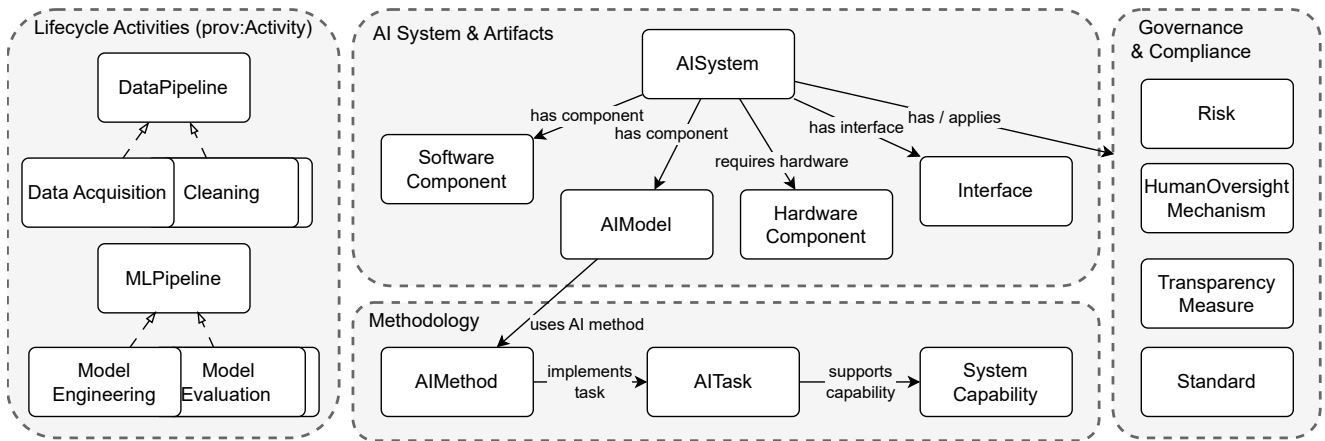 Lifecycle Activities (prov:Activity)
DataPipeline
Data Acquisition
Cleaning
MLPipeline
Model
Engineering
Model
Evaluation
AI System & Artifacts
AISystem
has component
has component
requires hardware
has interface
has / applies
Software
Component
AIModel
Hardware
Component
Interface
Methodology
uses AI method
AIMethod
implements
task
AITask
supports
capability
System
Capability
Governance
& Compliance
Risk
HumanOversight
Mechanism
Transparency
Measure
Standard